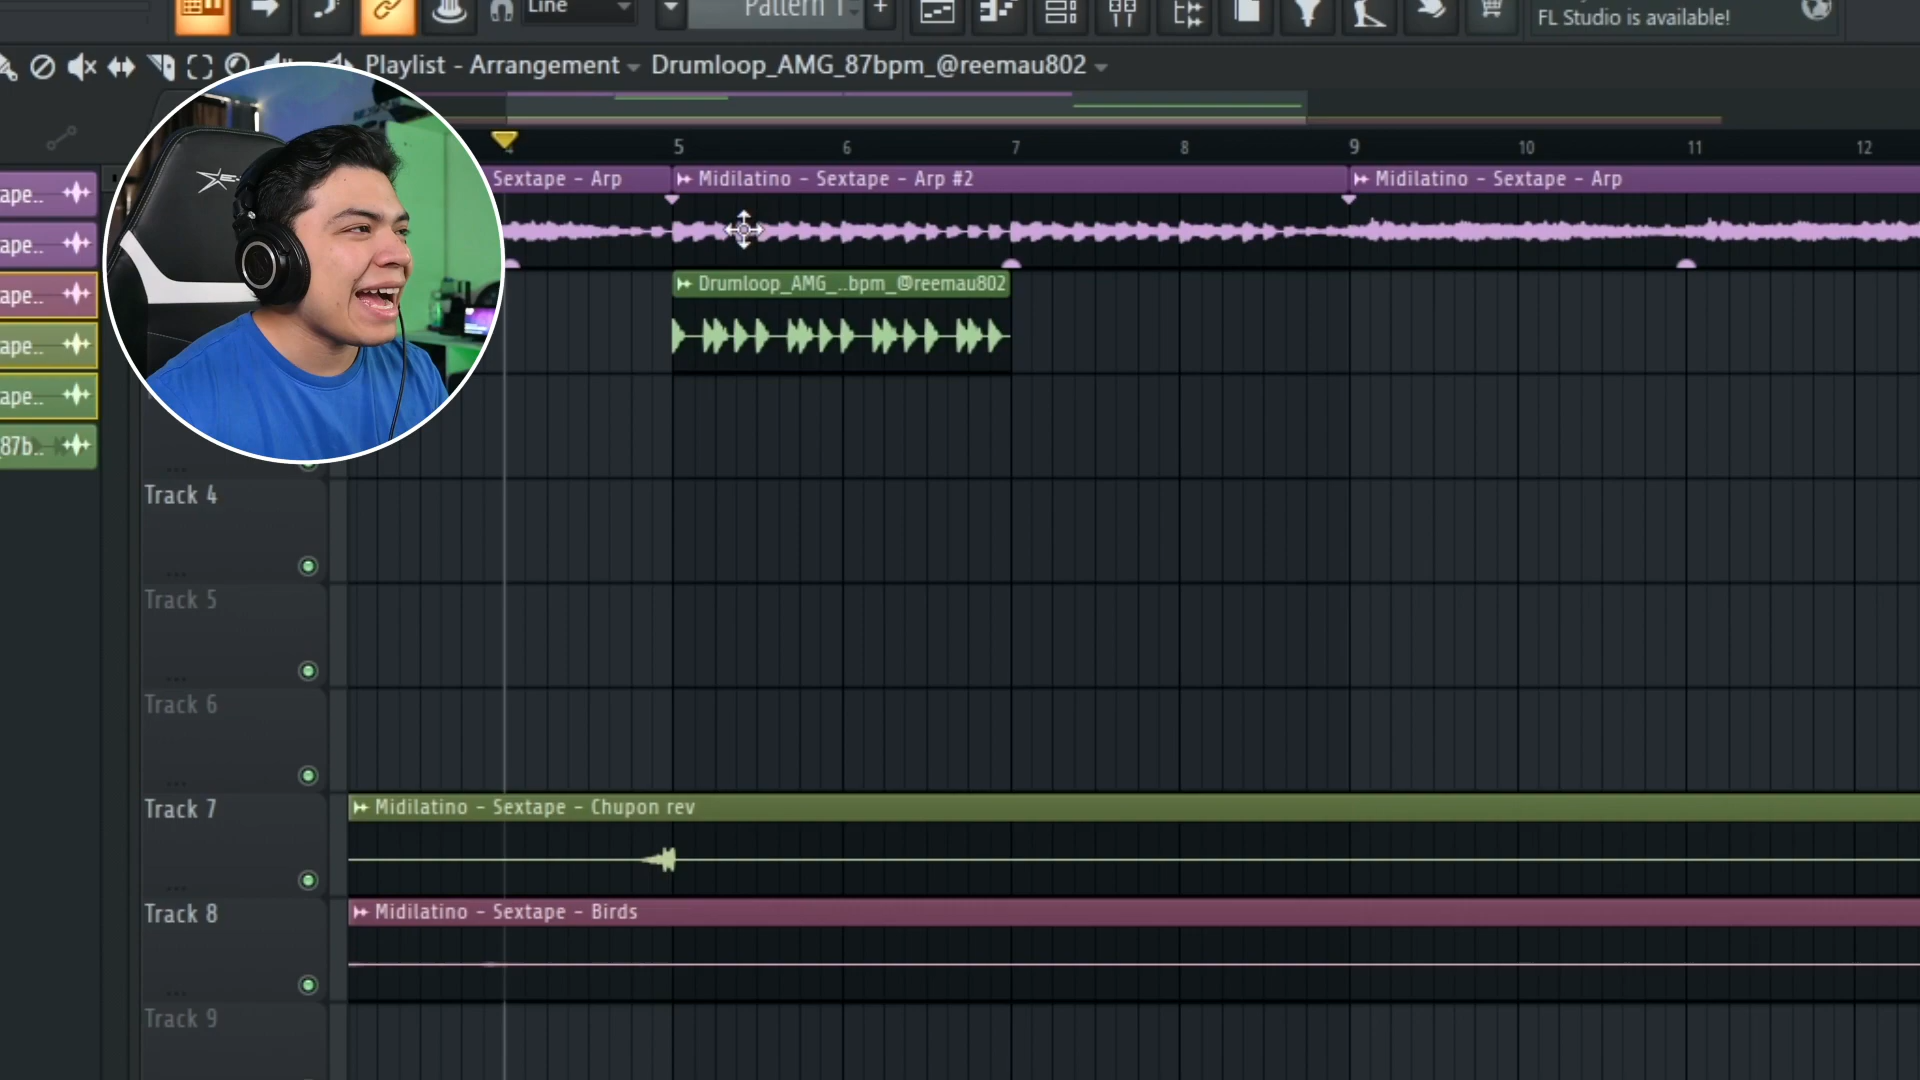 Line
Pattern 1
+
FL Studio is available!
Playlist - Arrangement
Drumloop_AMG_87bpm_@reemau802
4 5 6 7 8 9 10 11 12
ape..
ape..
ape..
ape..
ape..
87b..
Sextape - Arp
Midilatino - Sextape - Arp #2
Midilatino - Sextape - Arp
Drumloop_AMG_..bpm_@reemau802
Track 4
Track 5
Track 6
Track 7
Midilatino - Sextape - Chupon rev
Track 8
Midilatino - Sextape - Birds
Track 9